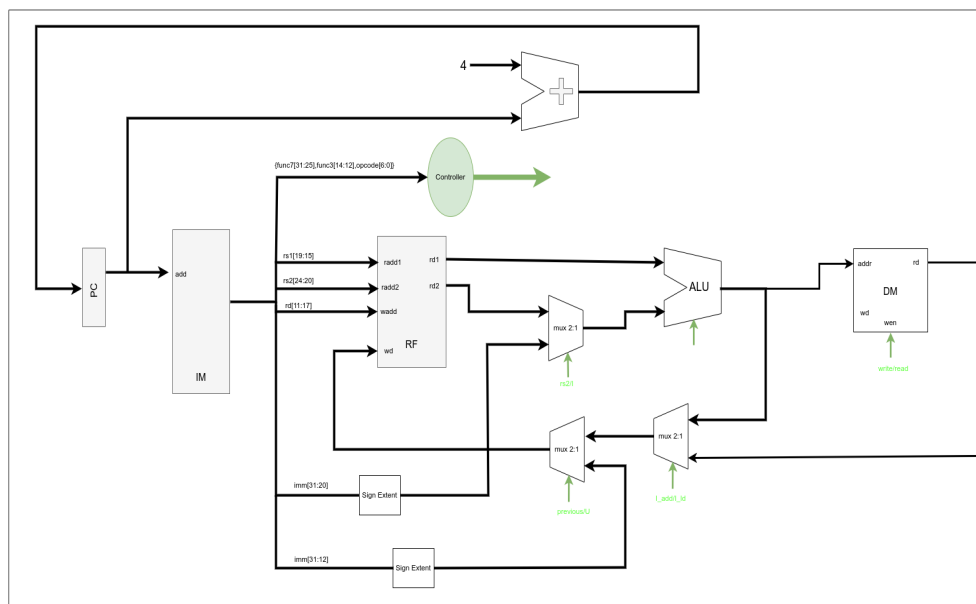 4
{func7[31:25],func3[14:12],opcode[6:0]}
Controller
rs1[19:15]
rs2[24:20]
rd[11:17]
PC
add
IM
radd1
radd2
wadd
wd
rd1
rd2
RF
mux 2:1
rs2/I
ALU
addr
rd
DM
wd
wen
write/read
mux 2:1
previous/U
mux 2:1
I_add/I_ld
imm[31:20]
Sign Extent
imm[31:12]
Sign Extent